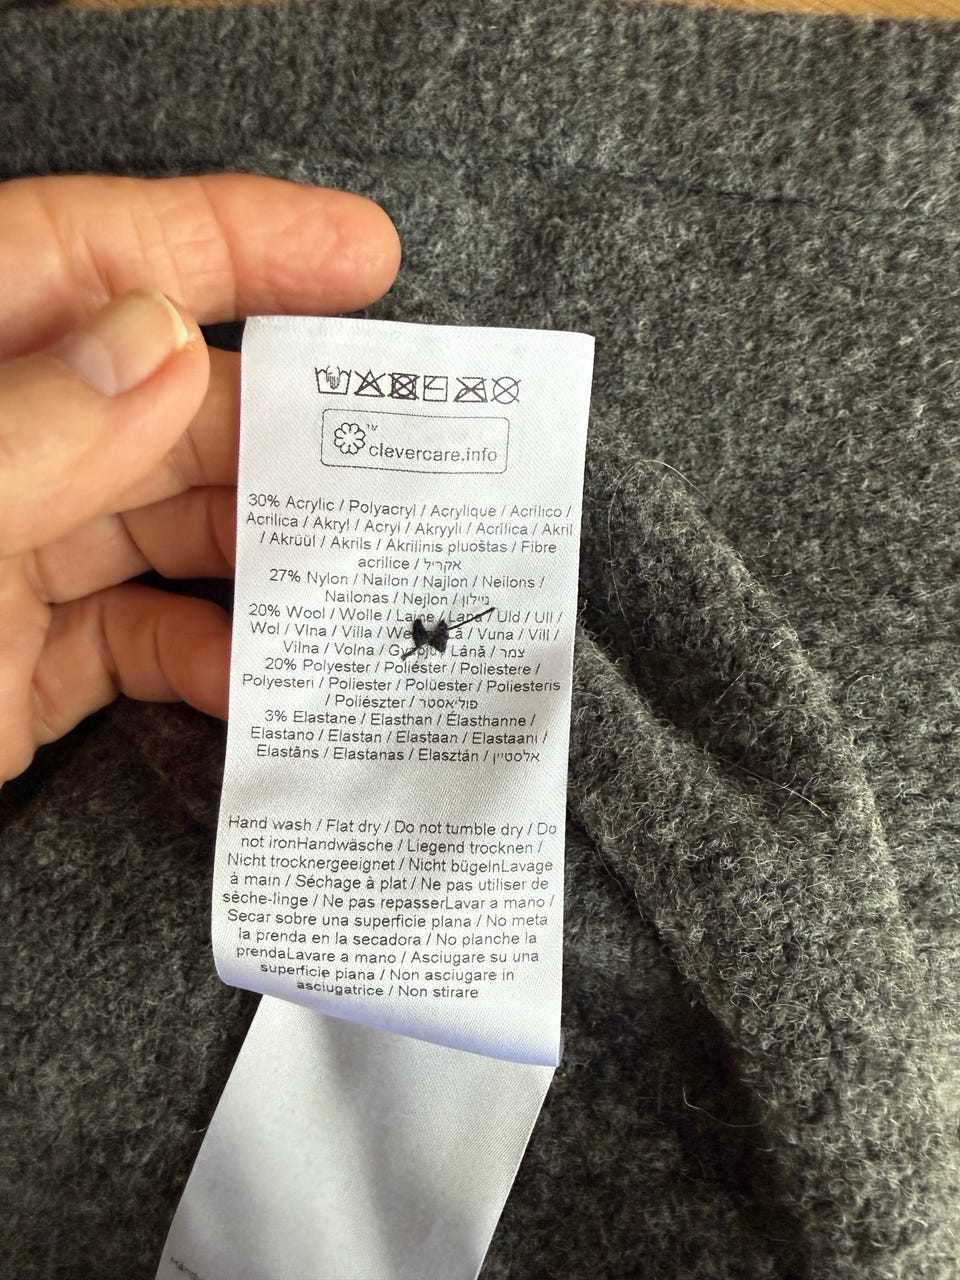 TM
clevercare.info
30% Acrylic / Polyacryl / Acrylique / Acrílico /
Acrilica / Akryl / Acryl / Akryyli / Acrílica / Akril
/ Akrüül / Akrils / Akrilinis pluoštas / Fibre
acrilice / אקריל
27% Nylon / Nailon / Najlon / Neilons /
Nailonas / Nejlon / ניילון
20% Wool / Wolle / Laine / Lana / Uld / Ull /
Wol / Vlna / Villa / Vuna / Vill /
Vilna / Volna / Gyapjú / Lână / צמר
20% Polyester / Poliéster / Poliestere /
Polyesteri / Poliester / Polüester / Poliesteris
/ Poliészter / פוליאסטר
3% Elastane / Elasthan / Élasthanne /
Elastano / Elastan / Elastaan / Elastaani /
Elastāns / Elastanas / Elasztán / אלסטיין
Hand wash / Flat dry / Do not tumble dry / Do
not ironHandwäsche / Liegend trocknen /
Nicht trocknergeeignet / Nicht bügelnLavage
à main / Séchage à plat / Ne pas utiliser de
sèche-linge / Ne pas repasserLavar a mano /
Secar sobre una superficie plana / No meta
la prenda en la secadora / No planche la
prendaLavare a mano / Asciugare su una
superficie piana / Non asciugare in
asciugatrice / Non stirare